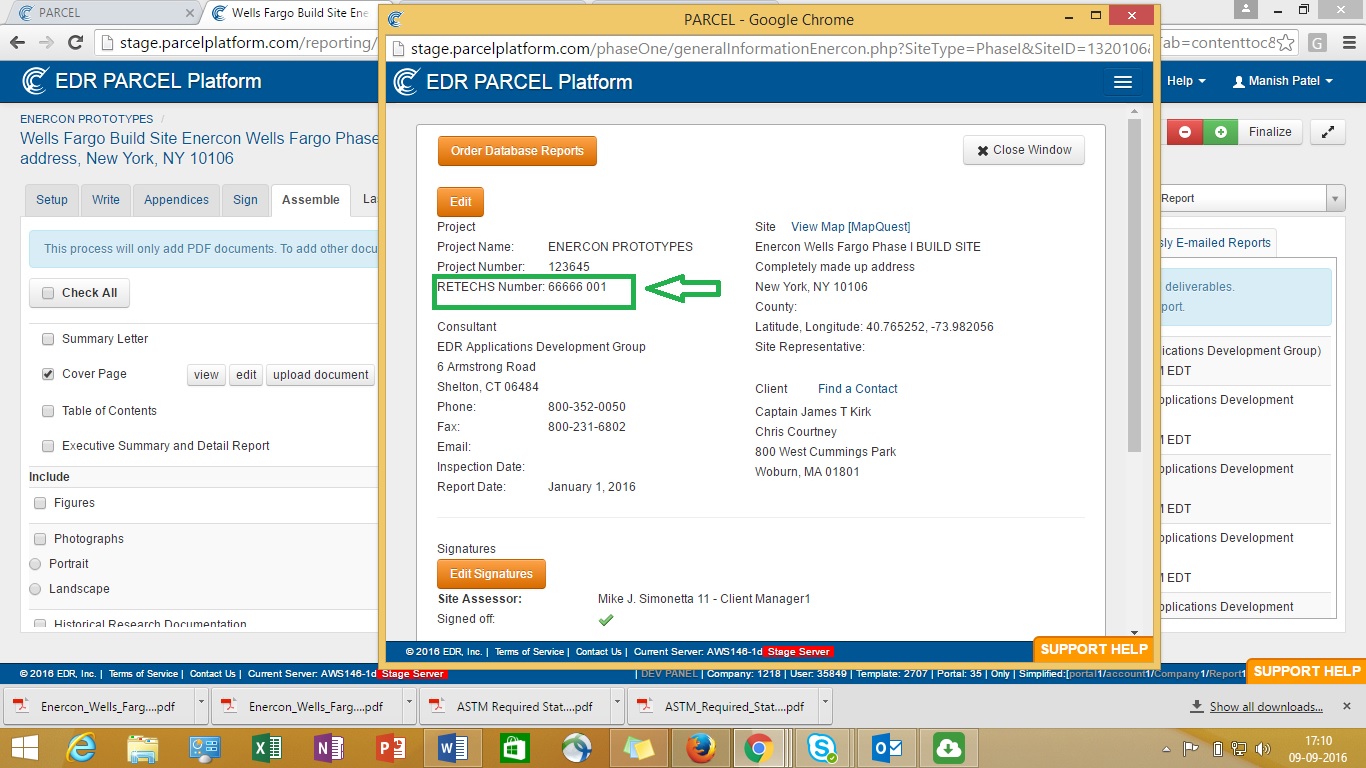 PARCEL
Wells Fargo Build Site Ene
stage.parcelplatform.com/reporting/
Tab=contenttoc8
EDR PARCEL Platform
Help
Manish Patel
ENERCON PROTOTYPES /
Wells Fargo Build Site Enercon Wells Fargo Phase
address, New York, NY 10106
Finalize
Setup
Write
Appendices
Sign
Assemble
La
Report
This process will only add PDF documents. To add other docu
sly E-mailed Reports
Check All
deliverables.
port.
Summary Letter
Cover Page
view
edit
upload document
Table of Contents
Executive Summary and Detail Report
Include
Figures
Photographs
Portrait
Landscape
Historical Research Documentation
lications Development Group)
M EDT
pplications Development
M EDT
pplications Development
M EDT
pplications Development
M EDT
pplications Development
PARCEL - Google Chrome
stage.parcelplatform.com/phaseOne/generalInformationEnercon.php?SiteType=PhaseI&SiteID=1320106&
EDR PARCEL Platform
Order Database Reports
Close Window
Edit
Project
Project Name: ENERCON PROTOTYPES
Project Number: 123645
RETECHS Number: 66666 001
Consultant
EDR Applications Development Group
6 Armstrong Road
Shelton, CT 06484
Phone: 800-352-0050
Fax: 800-231-6802
Email:
Inspection Date:
Report Date: January 1, 2016
Site View Map [MapQuest]
Enercon Wells Fargo Phase I BUILD SITE
Completely made up address
New York, NY 10106
County:
Latitude, Longitude: 40.765252, -73.982056
Site Representative:
Client Find a Contact
Captain James T Kirk
Chris Courtney
800 West Cummings Park
Woburn, MA 01801
Signatures
Edit Signatures
Site Assessor: Mike J. Simonetta 11 - Client Manager1
Signed off:
© 2016 EDR, Inc. | Terms of Service | Contact Us | Current Server: AWS146-1d Stage Server
SUPPORT HELP
© 2016 EDR, Inc. | Terms of Service | Contact Us | Current Server: AWS146-1d Stage Server
| DEV PANEL | Company: 1218 | User: 35849 | Template: 2707 | Portal: 35 | Only | Simplified:[portal1/account1/Company1/Report1
SUPPORT HELP
Enercon_Wells_Farg....pdf
Enercon_Wells_Farg....pdf
ASTM Required Stat....pdf
ASTM_Required_Stat....pdf
Show all downloads...
17:10
09-09-2016